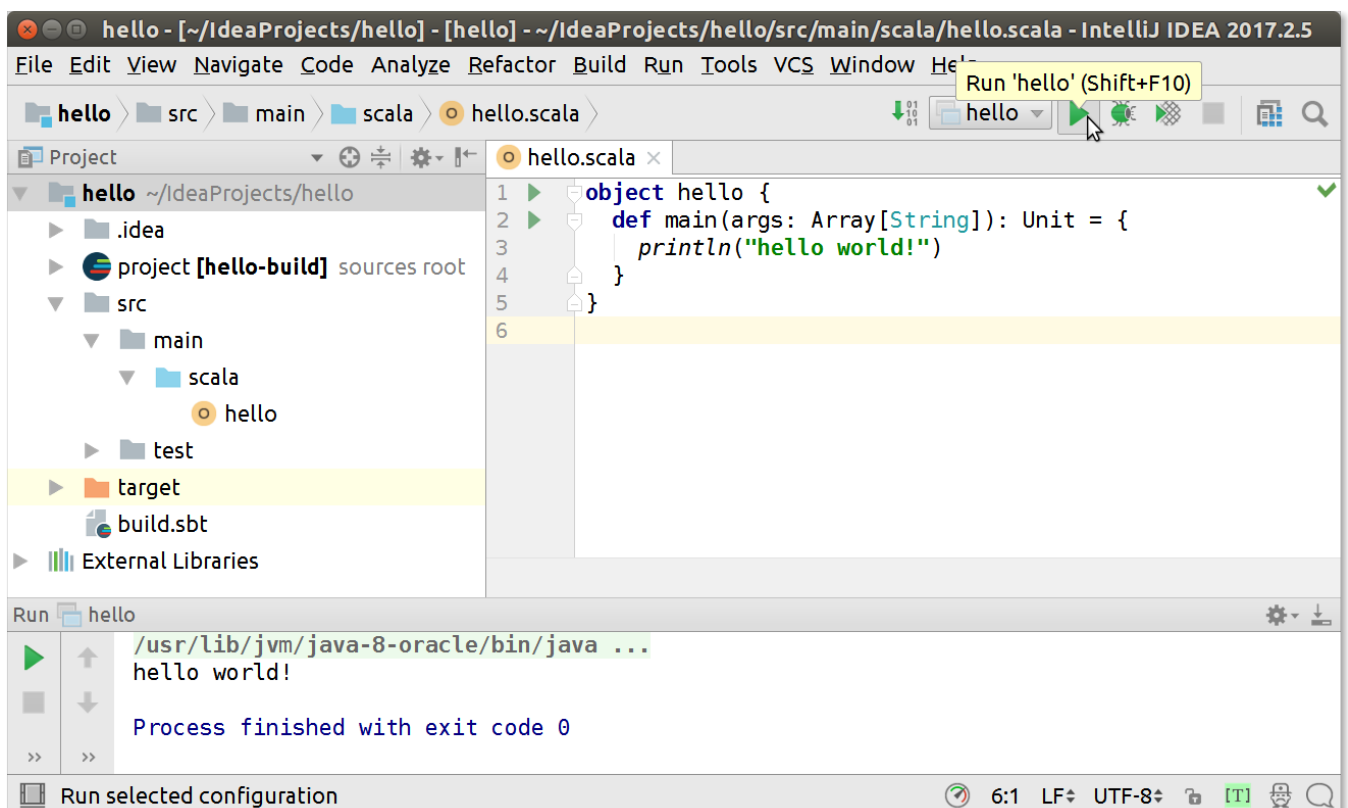 hello - [~/IdeaProjects/hello] - [hello] - ~/IdeaProjects/hello/src/main/scala/hello.scala - IntelliJ IDEA 2017.2.5
File Edit View Navigate Code Analyze Refactor Build Run Tools VCS Window
Run 'hello' (Shift+F10)
hello src main scala hello.scala hello
Project
hello.scala
hello ~/IdeaProjects/hello
.idea
project [hello-build] sources root
src
main
scala
hello
test
target
build.sbt
External Libraries
1 object hello {
2 def main(args: Array[String]): Unit = {
3 println("hello world!")
4 }
5 }
6
Run hello
/usr/lib/jvm/java-8-oracle/bin/java ...
hello world!
Process finished with exit code 0
Run selected configuration 6:1 LF UTF-8 [T]